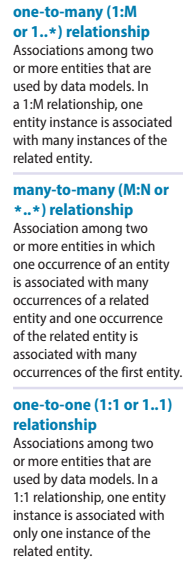 one-to-many (1:M
or 1..*) relationship
Associations among two
or more entities that are
used by data models. In
a 1:M relationship, one
entity instance is associated
with many instances of the
related entity.
many-to-many (M:N or
*..*) relationship
Association among two
or more entities in which
one occurrence of an entity
is associated with many
occurrences of a related
entity and one occurrence
of the related entity is
associated with many
occurrences of the first entity.
one-to-one (1:1 or 1..1)
relationship
Associations among two
or more entities that are
used by data models. In a
1:1 relationship, one entity
instance is associated with
only one instance of the
related entity.